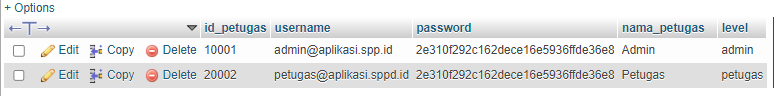 + Options
id_petugas username password nama_petugas level
Edit Copy Delete 10001 admin@aplikasi.spp.id 2e310f292c162dece16e5936ffde36e8 Admin admin
Edit Copy Delete 20002 petugas@aplikasi.sppd.id 2e310f292c162dece16e5936ffde36e8 Petugas petugas